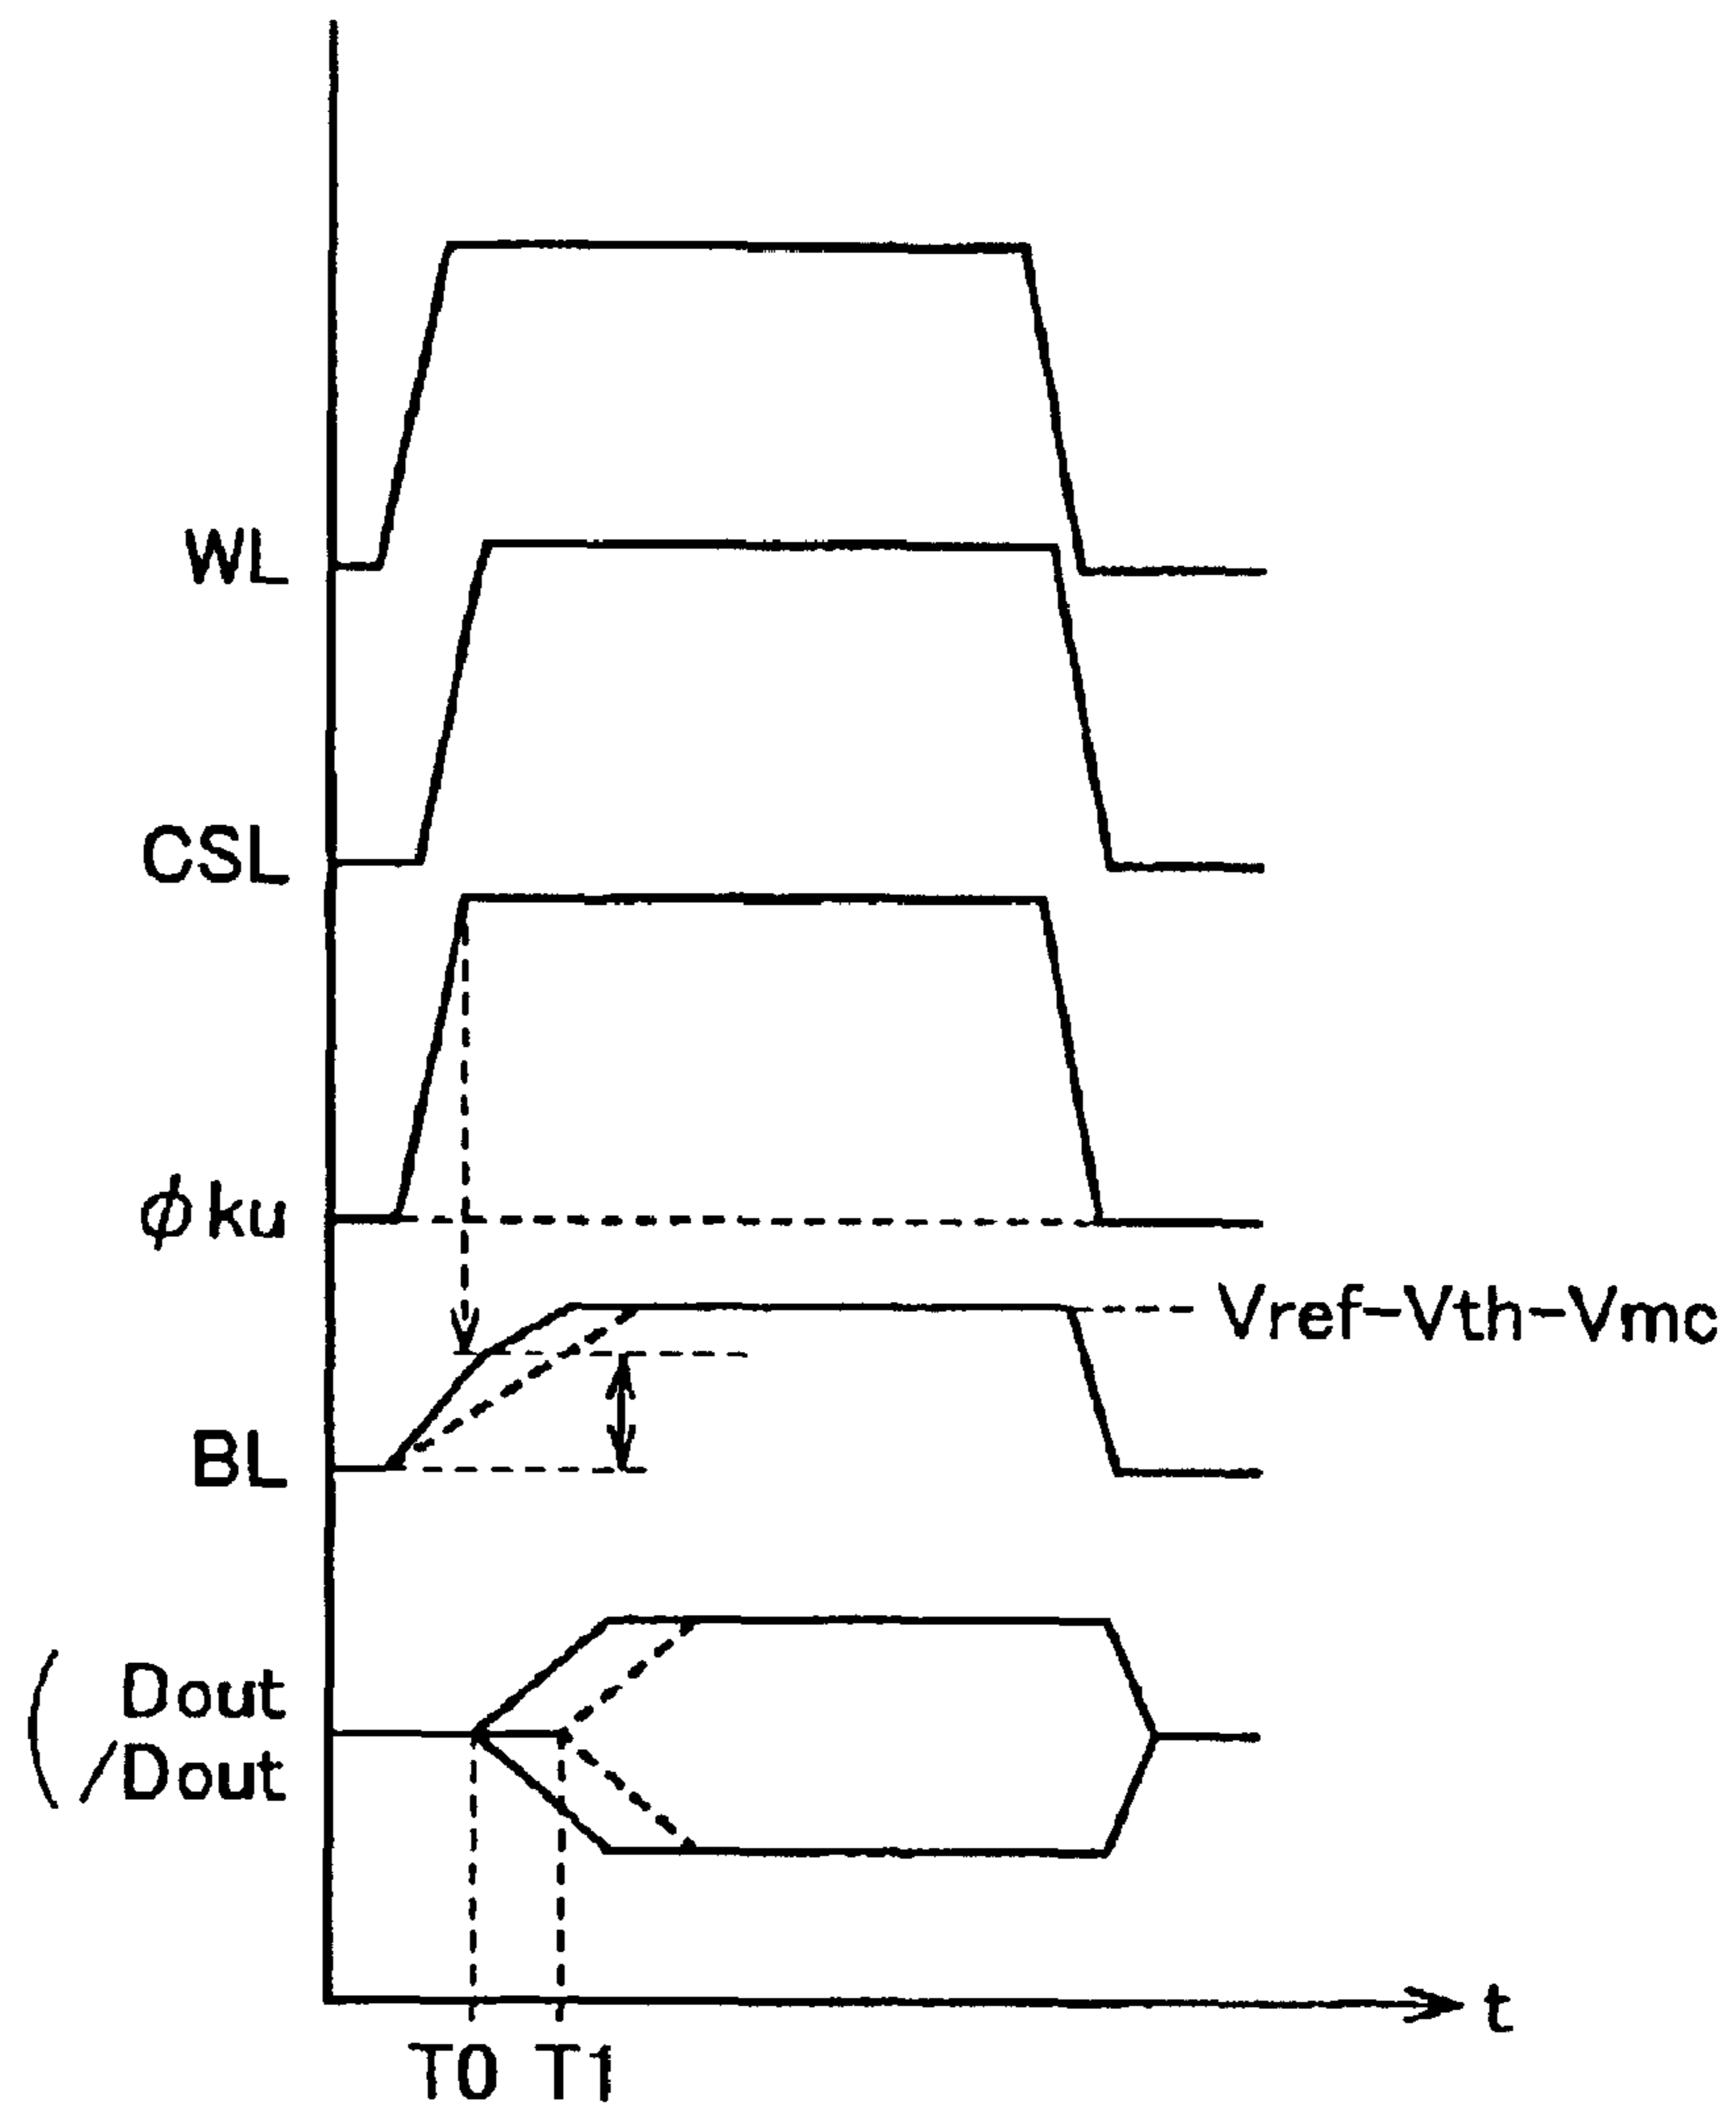 WL
CSL
φku
Vref-Vth-Vmc
BL
Dout
/Dout
t
T0 T1